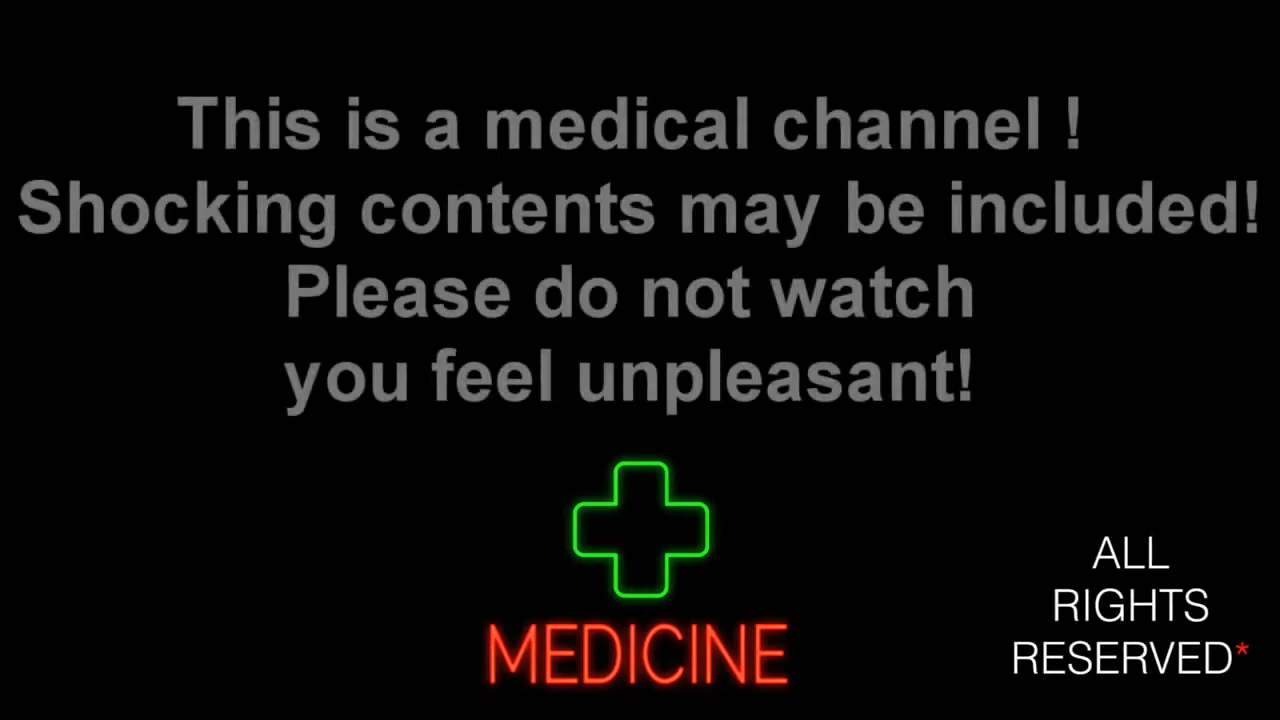 This is a medical channel !
Shocking contents may be included!
Please do not watch
you feel unpleasant!
MEDICINE
ALL
RIGHTS
RESERVED*